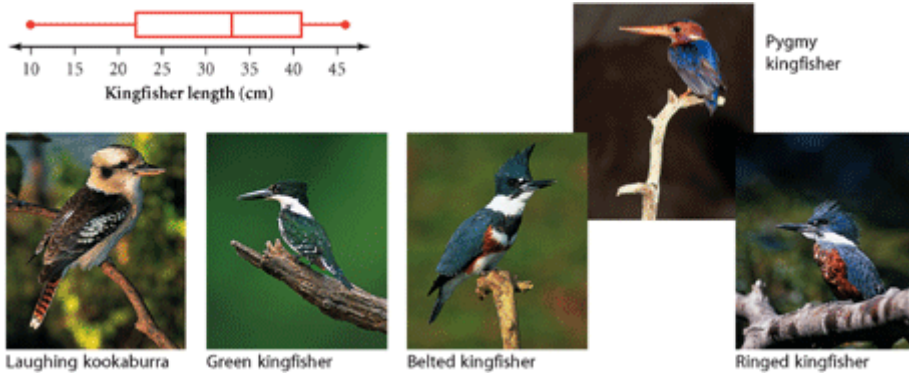 10 15 20 25 30 35 40 45
Kingfisher length (cm)
Pygmy
kingfisher
Laughing kookaburra
Green kingfisher
Belted kingfisher
Ringed kingfisher